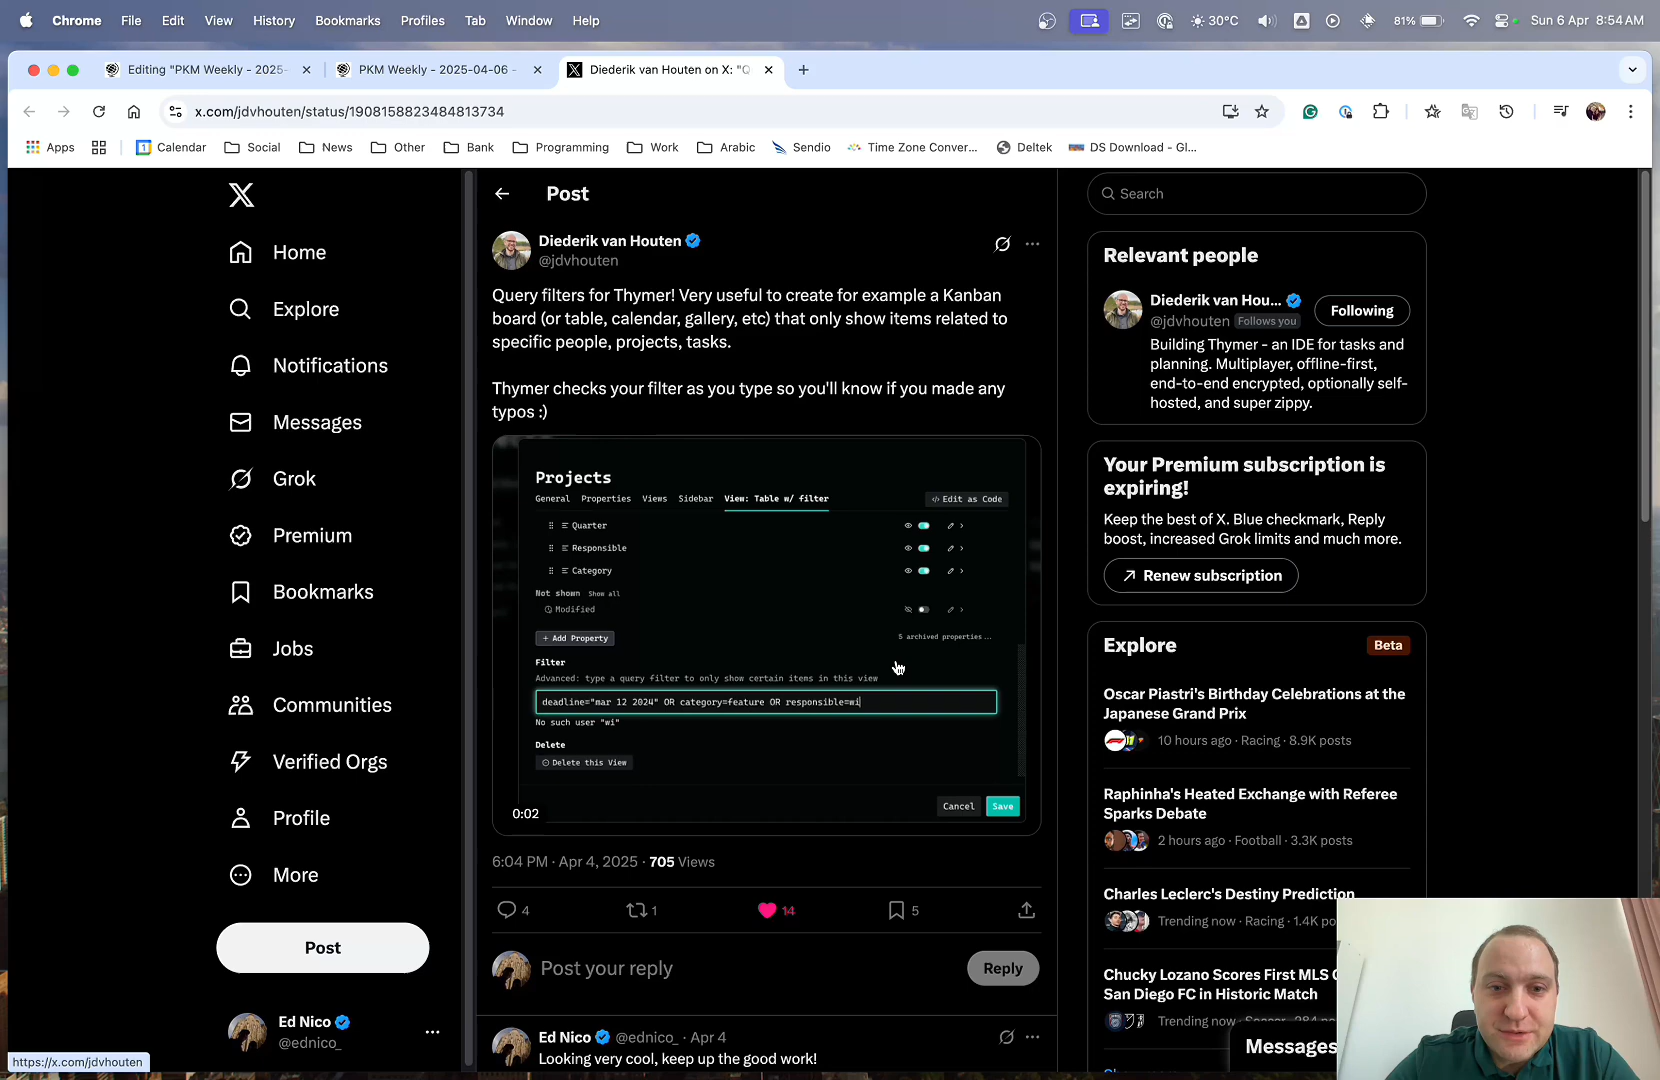 Chrome File Edit View History Bookmarks Profiles Tab Window Help 30°C 81% Sun 6 Apr 8:54 AM
Editing "PKM Weekly - 2025- PKM Weekly - 2025-04-06 - Diederik van Houten on X: "Q
x.com/jdvhouten/status/1908158823484813734
Apps Calendar Social News Other Bank Programming Work Arabic Sendio Time Zone Conver... Deltek DS Download - Gl...
Home
Explore
Notifications
Messages
Grok
Premium
Bookmarks
Jobs
Communities
Verified Orgs
Profile
More
Post
Ed Nico
@ednico_
https://x.com/jdvhouten
Post
Diederik van Houten
@jdvhouten
Query filters for Thymer! Very useful to create for example a Kanban
board (or table, calendar, gallery, etc) that only show items related to
specific people, projects, tasks.
Thymer checks your filter as you type so you'll know if you made any
typos :)
Projects
General Properties Views Sidebar View: Table w/ filter </> Edit as Code
Quarter
Responsible
Category
Not shown Show all
Modified
+ Add Property 5 archived properties ...
Filter
Advanced: type a query filter to only show certain items in this view
deadline="mar 12 2024" OR category=feature OR responsible=wi
No such user "wi"
Delete
Delete this View
Cancel Save
0:02
6:04 PM · Apr 4, 2025 · 705 Views
4 1 14 5
Post your reply Reply
Ed Nico @ednico_ · Apr 4
Looking very cool, keep up the good work!
Search
Relevant people
Diederik van Hou... Following
@jdvhouten Follows you
Building Thymer - an IDE for tasks and
planning. Multiplayer, offline-first,
end-to-end encrypted, optionally self-
hosted, and super zippy.
Your Premium subscription is
expiring!
Keep the best of X. Blue checkmark, Reply
boost, increased Grok limits and much more.
Renew subscription
Explore Beta
Oscar Piastri's Birthday Celebrations at the
Japanese Grand Prix
10 hours ago · Racing · 8.9K posts
Raphinha's Heated Exchange with Referee
Sparks Debate
2 hours ago · Football · 3.3K posts
Charles Leclerc's Destiny Prediction
Trending now · Racing · 1.4K po
Chucky Lozano Scores First MLS
San Diego FC in Historic Match
Trending now
Messages